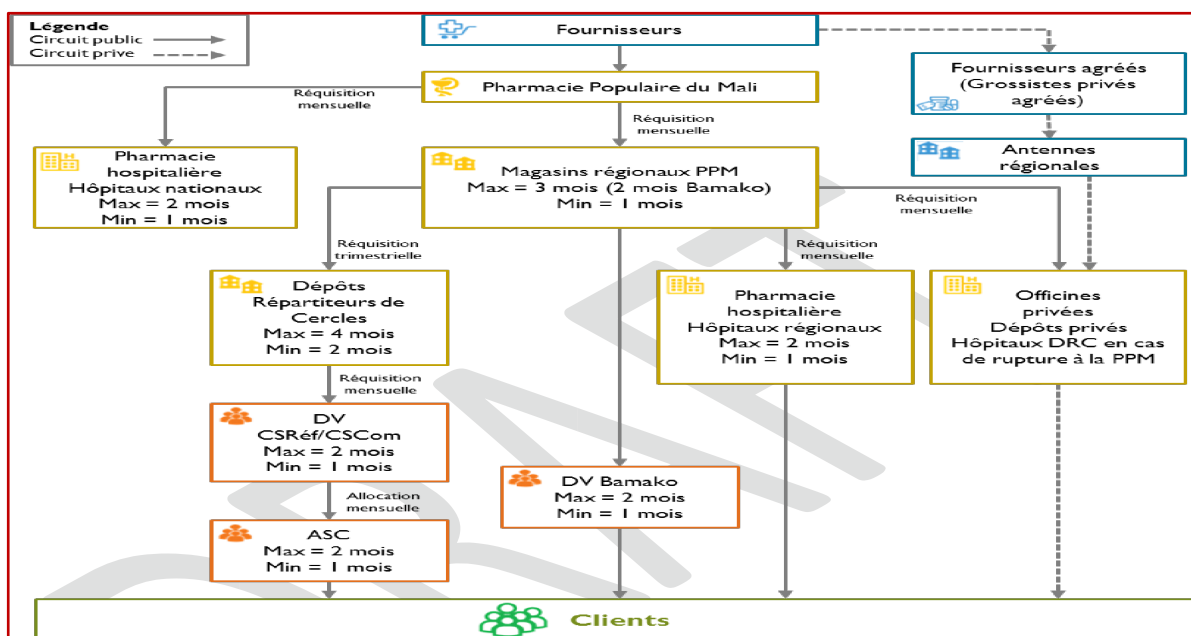 Légende
Circuit public
Circuit prive
Fournisseurs
Fournisseurs agréés
(Grossistes privés
agréés)
Pharmacie Populaire du Mali
Réquisition
mensuelle
Réquisition
mensuelle
Antennes
régionales
Pharmacie
hospitalière
Hôpitaux nationaux
Max = 2 mois
Min = 1 mois
Magasins régionaux PPM
Max = 3 mois (2 mois Bamako)
Min = 1 mois
Réquisition
mensuelle
Réquisition
trimestrielle
Réquisition
mensuelle
Dépôts
Répartiteurs de
Cercles
Max = 4 mois
Min = 2 mois
Pharmacie
hospitalière
Hôpitaux régionaux
Max = 2 mois
Min = 1 mois
Officines
privées
Dépôts privés
Hôpitaux DRC en cas
de rupture à la PPM
Réquisition
mensuelle
DV
CSRéf/CSCom
Max = 2 mois
Min = 1 mois
DV Bamako
Max = 2 mois
Min = 1 mois
Allocation
mensuelle
ASC
Max = 2 mois
Min = 1 mois
Clients
DRAFT